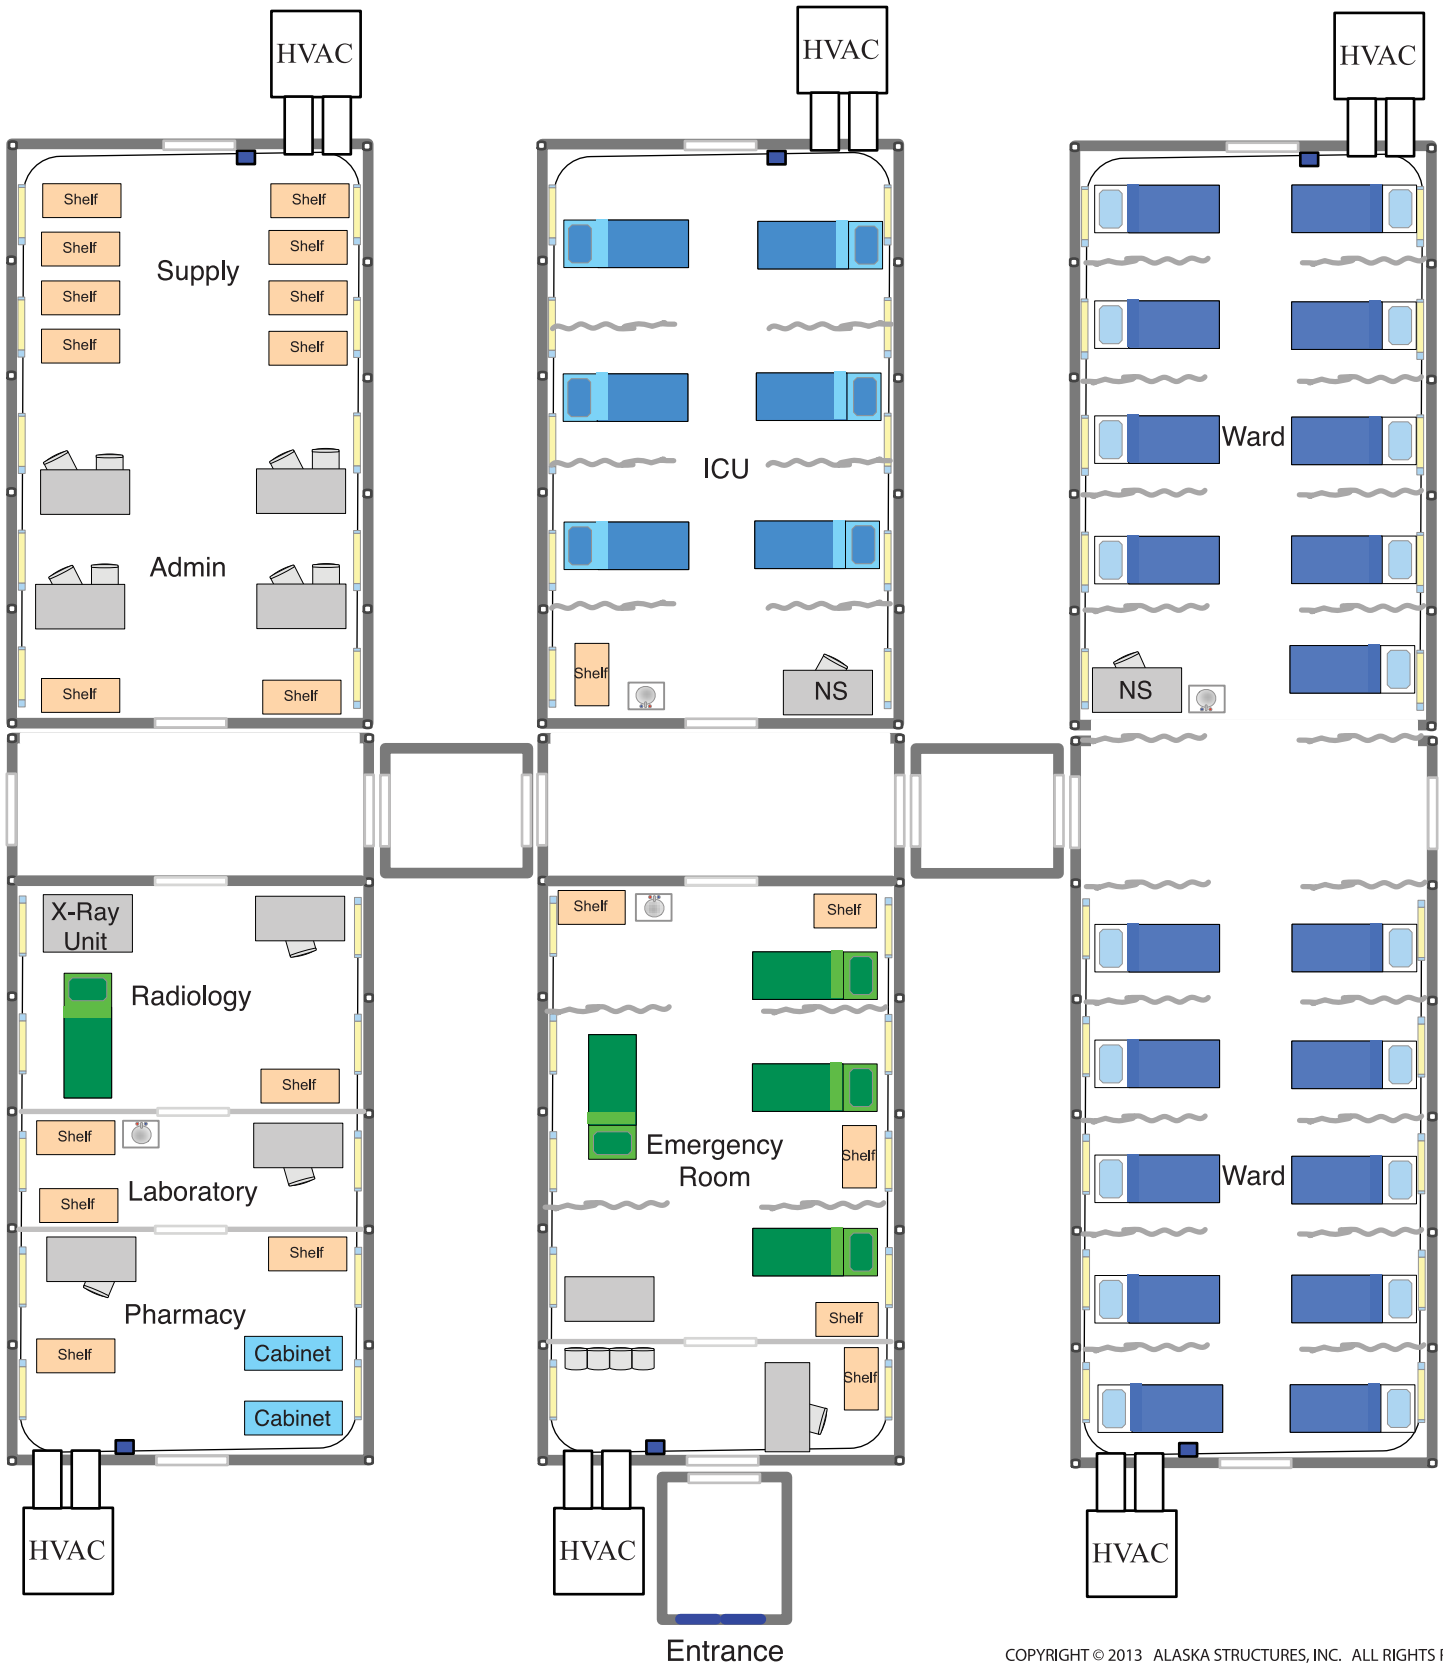 HVAC
HVAC
HVAC
Shelf
Shelf
Shelf
Shelf
Supply
Shelf
Shelf
Shelf
Shelf
Admin
Shelf
Shelf
ICU
Shelf
NS
Ward
NS
X-Ray
Unit
Radiology
Shelf
Shelf
Laboratory
Shelf
Shelf
Pharmacy
Shelf
Cabinet
Cabinet
Shelf
Shelf
Emergency
Room
Shelf
Shelf
Shelf
Ward
HVAC
HVAC
HVAC
Entrance
COPYRIGHT © 2013 ALASKA STRUCTURES, INC. ALL RIGHTS